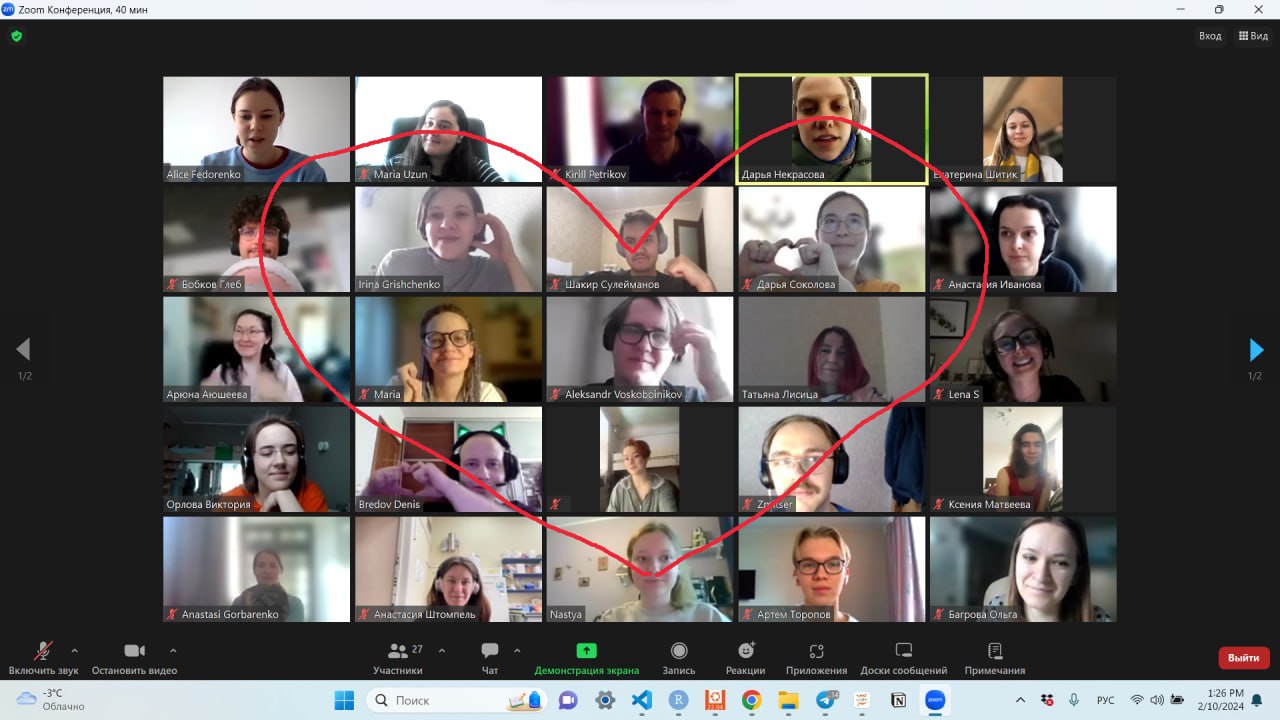 Zoom Конференция, 40 мин
Вход
Вид
Alice Fedorenko
Maria Uzun
Kirill Petrikov
Дарья Некрасова
Екатерина Шитик
Бобков Глеб
Irina Grishchenko
Шакир Сулейманов
Дарья Соколова
Анастасия Иванова
1/2
1/2
Арюна Аюшеева
Maria
Aleksandr Voskoboinikov
Татьяна Лисица
Lena S
Орлова Виктория
Bredov Denis
Zmitser
Ксения Матвеева
Anastasi Gorbarenko
Анастасия Штомпель
Nastya
Артем Торопов
Багрова Ольга
Включить звук
Остановить видео
27
Участники
Чат
Демонстрация экрана
Запись
Реакции
Приложения
Доски сообщений
Примечания
Выйти
-3°C
Облачно
Поиск
РУС
1:26 PM
2/10/2024